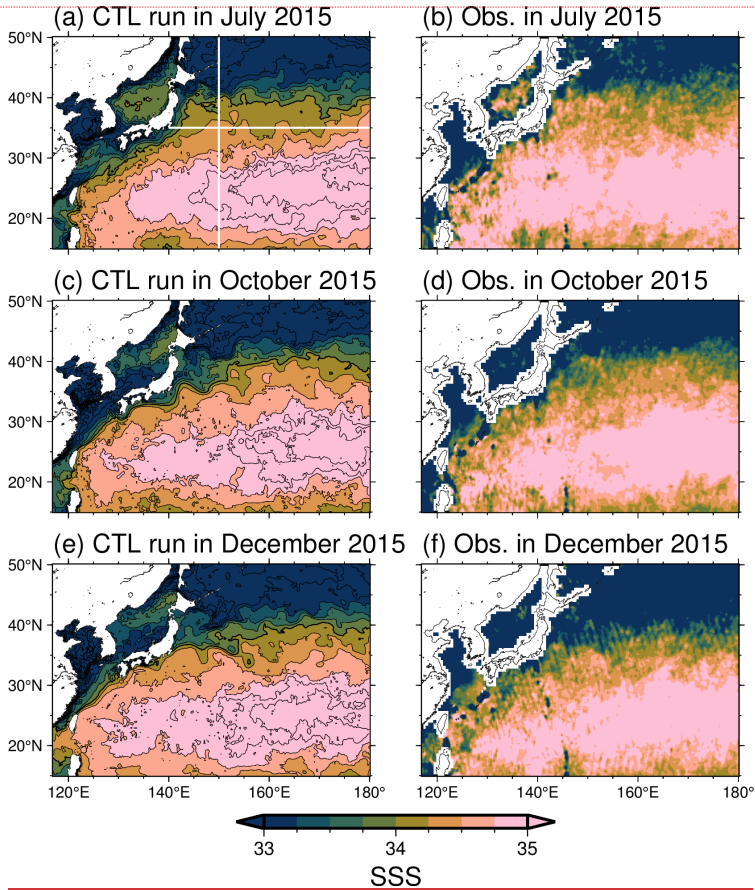 (a) CTL run in July 2015
(b) Obs. in July 2015
50°N
40°N
30°N
20°N
(c) CTL run in October 2015
(d) Obs. in October 2015
50°N
40°N
30°N
20°N
(e) CTL run in December 2015
(f) Obs. in December 2015
50°N
40°N
30°N
20°N
120°E 140°E 160°E 180°
120°E 140°E 160°E 180°
33 34 35
SSS